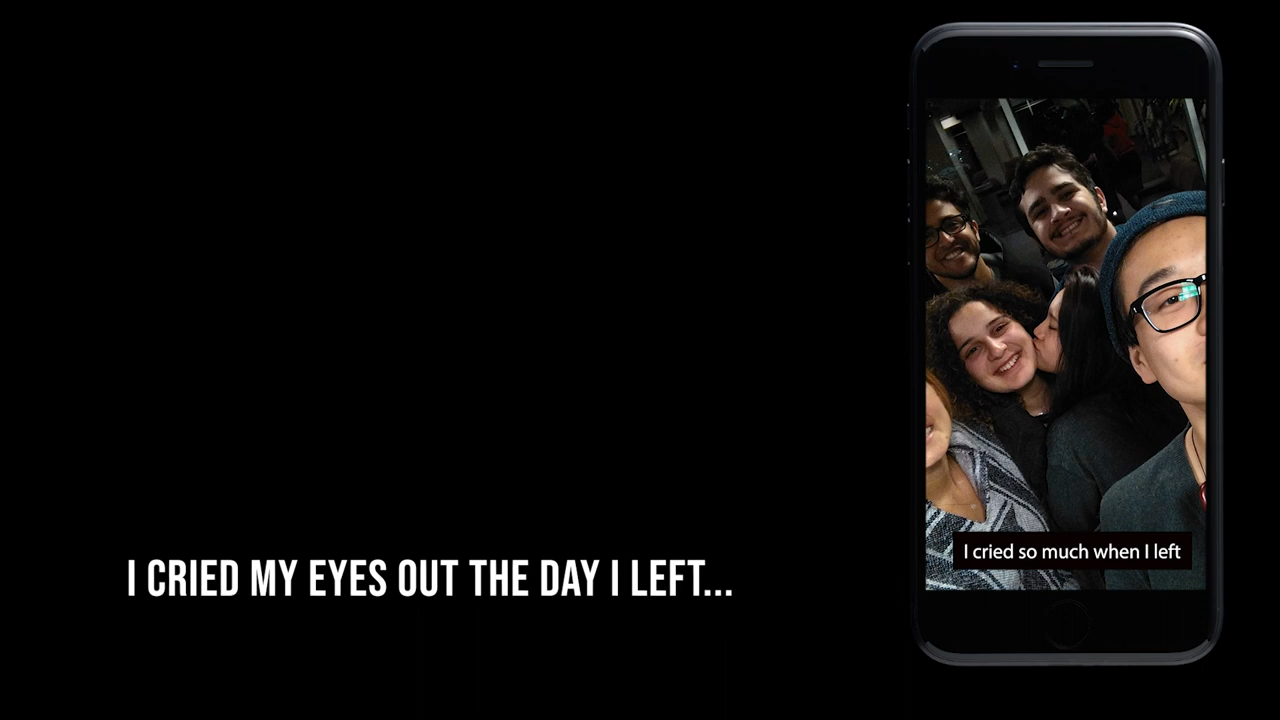 I CRIED MY EYES OUT THE DAY I LEFT...
I cried so much when I left